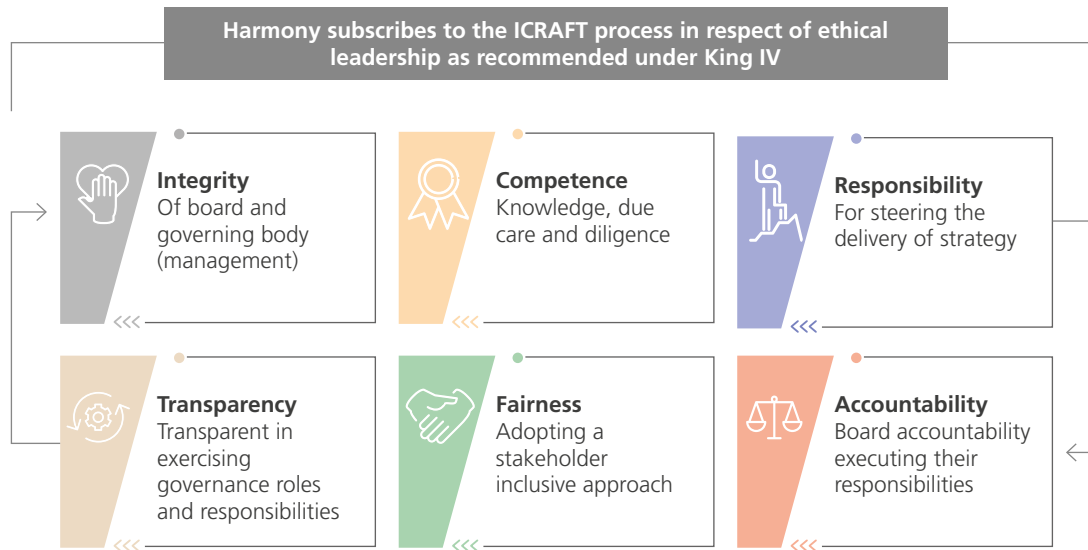 Harmony subscribes to the ICRAFT process in respect of ethical
leadership as recommended under King IV
Integrity
Of board and
governing body
(management)
Competence
Knowledge, due
care and diligence
Responsibility
For steering the
delivery of strategy
Transparency
Transparent in
exercising
governance roles
and responsibilities
Fairness
Adopting a
stakeholder
inclusive approach
Accountability
Board accountability
executing their
responsibilities